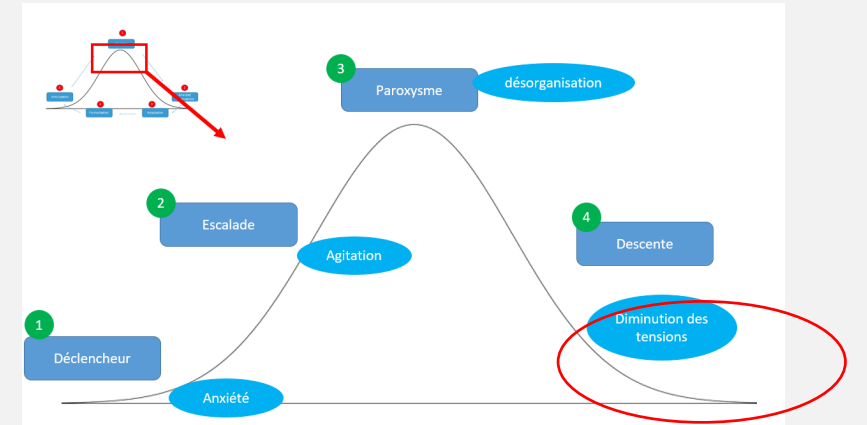 3
Paroxysme
désorganisation
2
Escalade
Agitation
4
Descente
Diminution des
tensions
1
Déclencheur
Anxiété